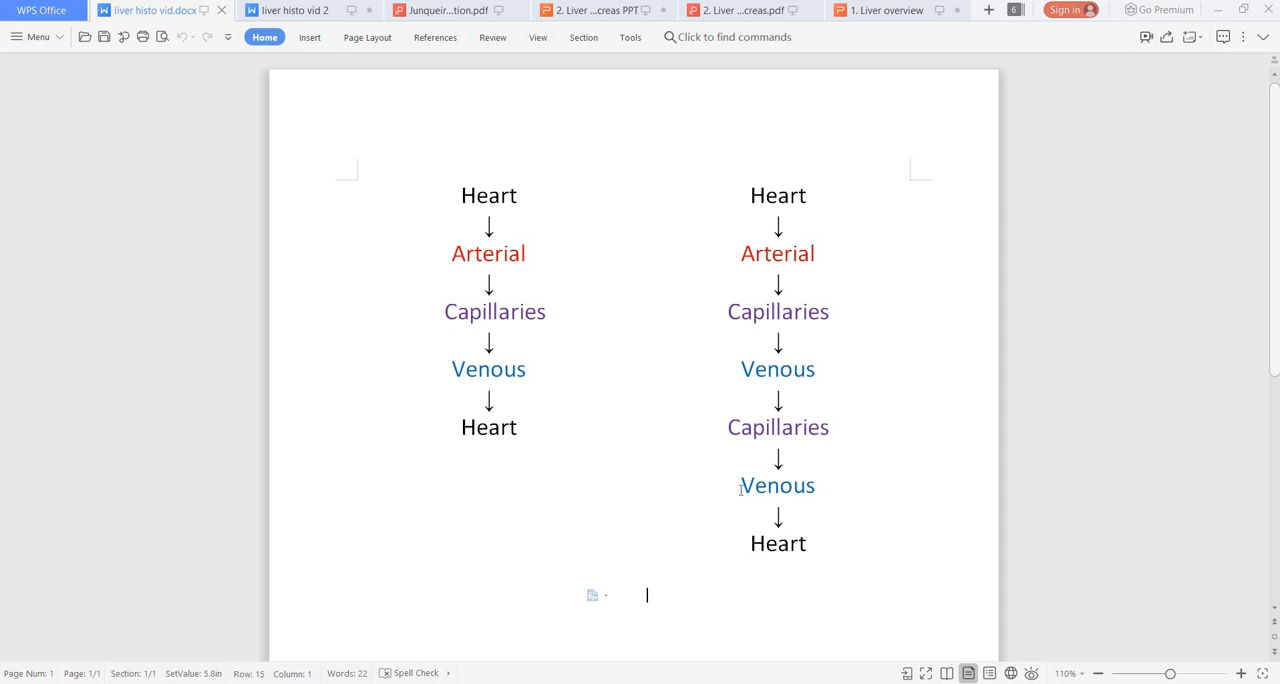 WPS Office liver histo vid.docx liver histo vid 2 Junqueir...tion.pdf 2. Liver ...creas PPT 2. Liver ...creas.pdf 1. Liver overview 6 Sign in Go Premium
Menu Home Insert Page Layout References Review View Section Tools Click to find commands
Heart Heart
↓ ↓
Arterial Arterial
↓ ↓
Capillaries Capillaries
↓ ↓
Venous Venous
↓ ↓
Heart Capillaries
↓
Venous
↓
Heart
Page Num: 1 Page: 1/1 Section: 1/1 SetValue: 5.8in Row: 15 Column: 1 Words: 22 Spell Check 110%